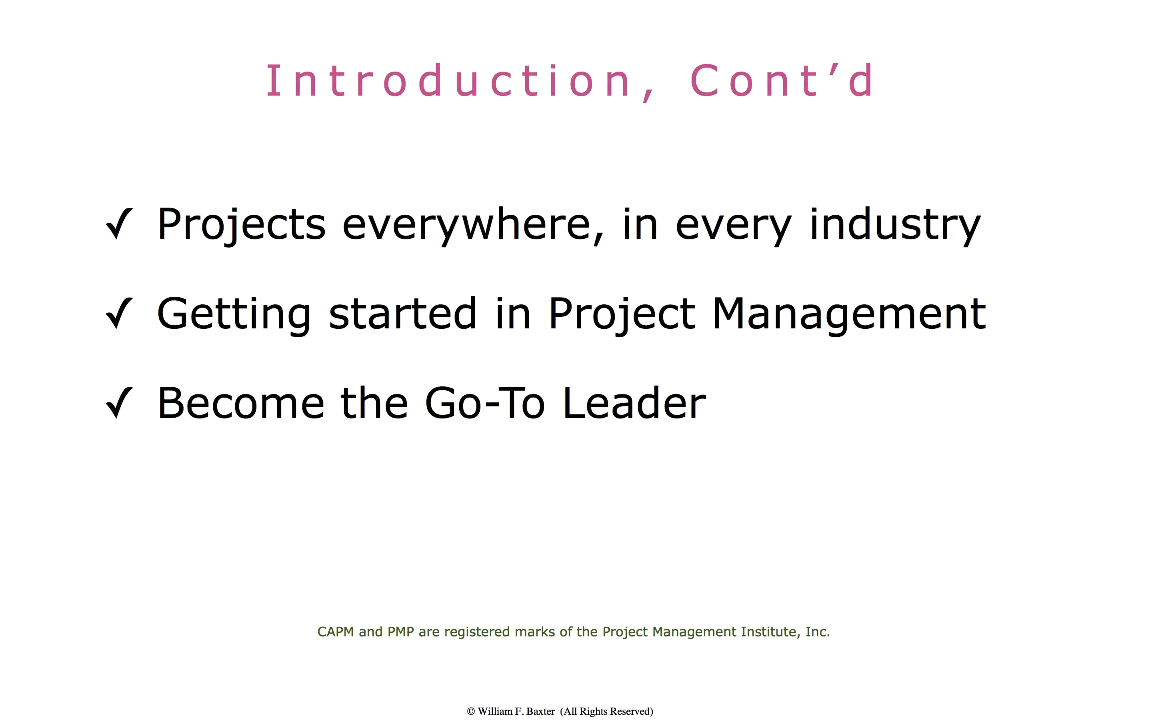 Introduction, Cont’d
✓ Projects everywhere, in every industry
✓ Getting started in Project Management
✓ Become the Go-To Leader
CAPM and PMP are registered marks of the Project Management Institute, Inc.
© William F. Baxter (All Rights Reserved)